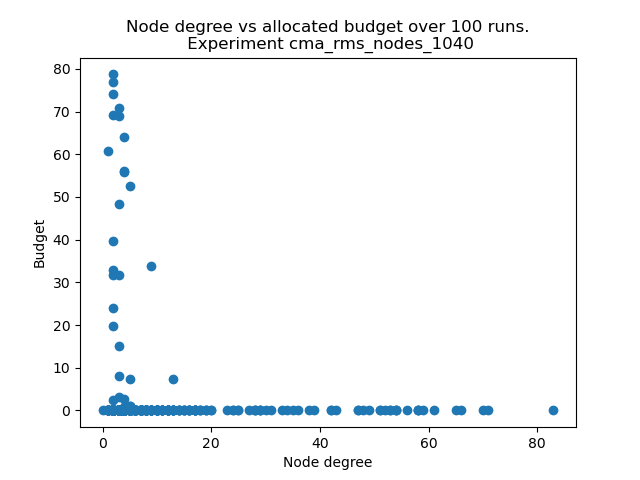 Node degree vs allocated budget over 100 runs.
Experiment cma_rms_nodes_1040
80
70
60
50
40
30
20
10
0
Budget
0 20 40 60 80
Node degree